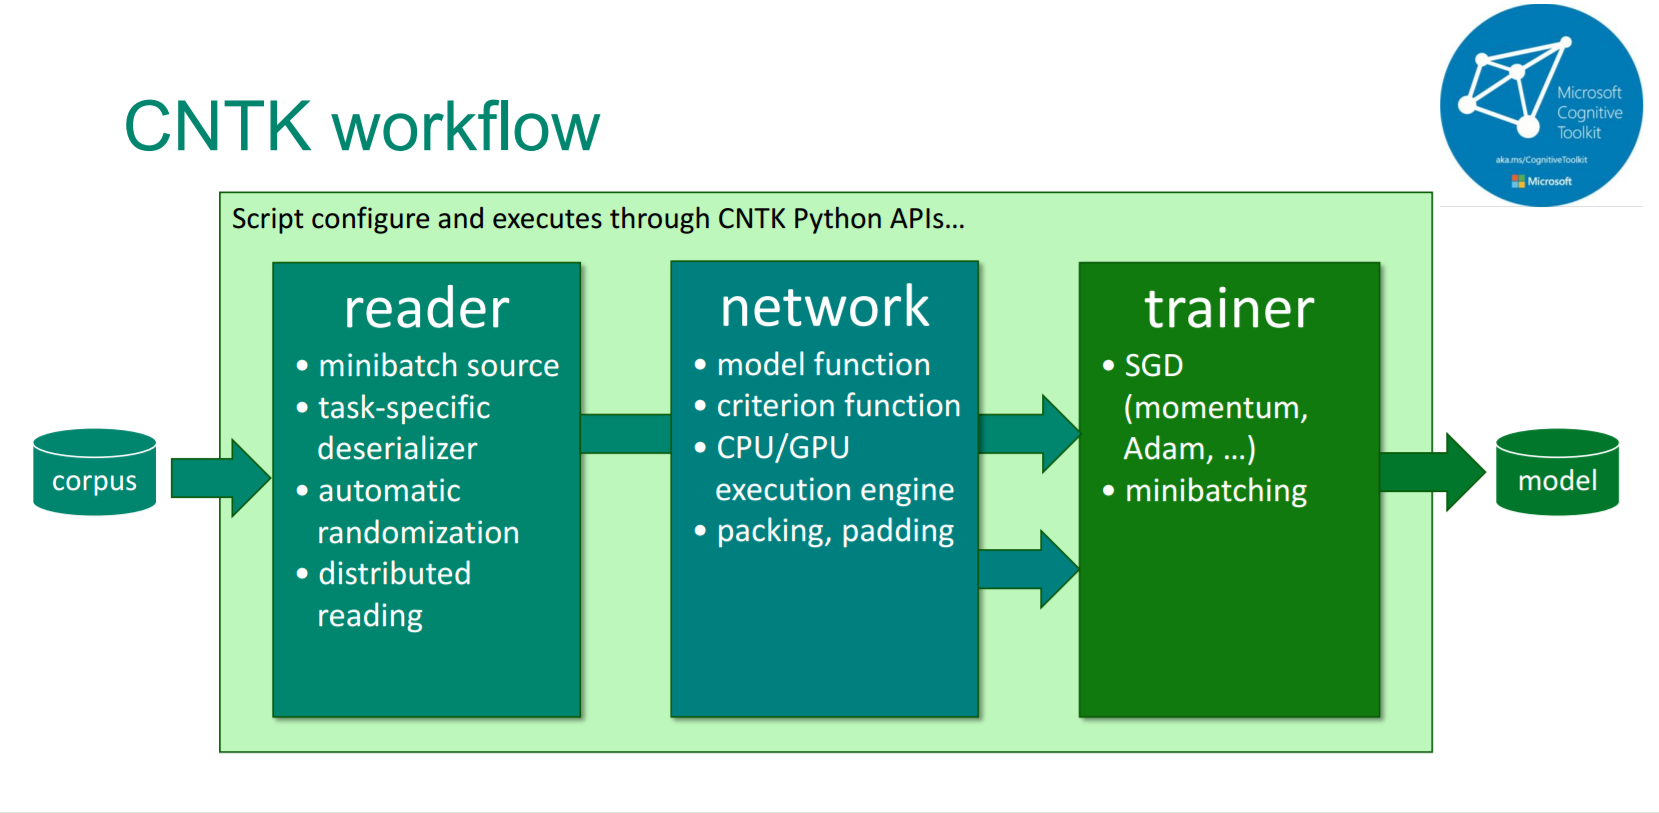 CNTK workflow
Microsoft
Cognitive
Toolkit
aka.ms/CognitiveToolkit
Microsoft
Script configure and executes through CNTK Python APIs...
corpus
reader
• minibatch source
• task-specific
deserializer
• automatic
randomization
• distributed
reading
network
• model function
• criterion function
• CPU/GPU
execution engine
• packing, padding
trainer
• SGD
(momentum,
Adam, ...)
• minibatching
model